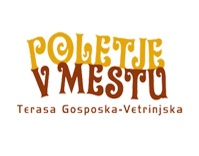 POLETJE
V MESTU
Terasa Gosposka-Vetrinjska